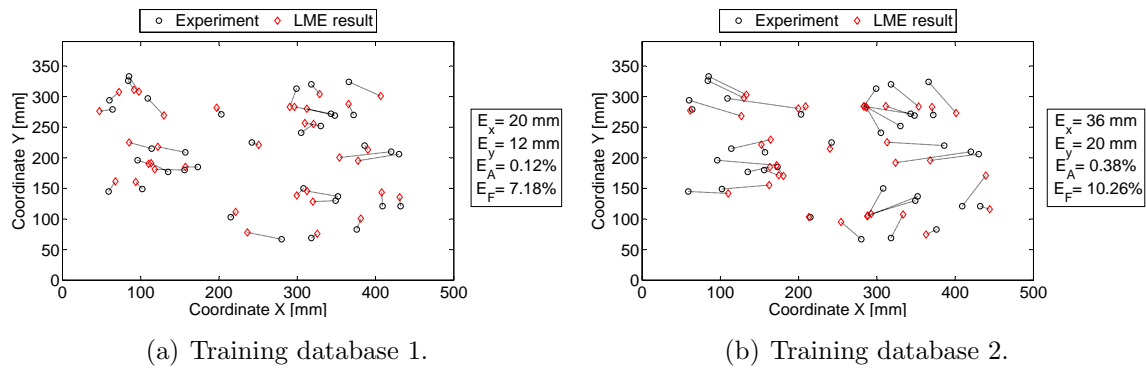 Experiment LME result
Coordinate Y [mm]
350
300
250
200
150
100
50
0
0 100 200 300 400 500
Coordinate X [mm]
E_x= 20 mm
E_y= 12 mm
E_A= 0.12%
E_F= 7.18%
(a) Training database 1.
Experiment LME result
Coordinate Y [mm]
350
300
250
200
150
100
50
0
0 100 200 300 400 500
Coordinate X [mm]
E_x= 36 mm
E_y= 20 mm
E_A= 0.38%
E_F= 10.26%
(b) Training database 2.